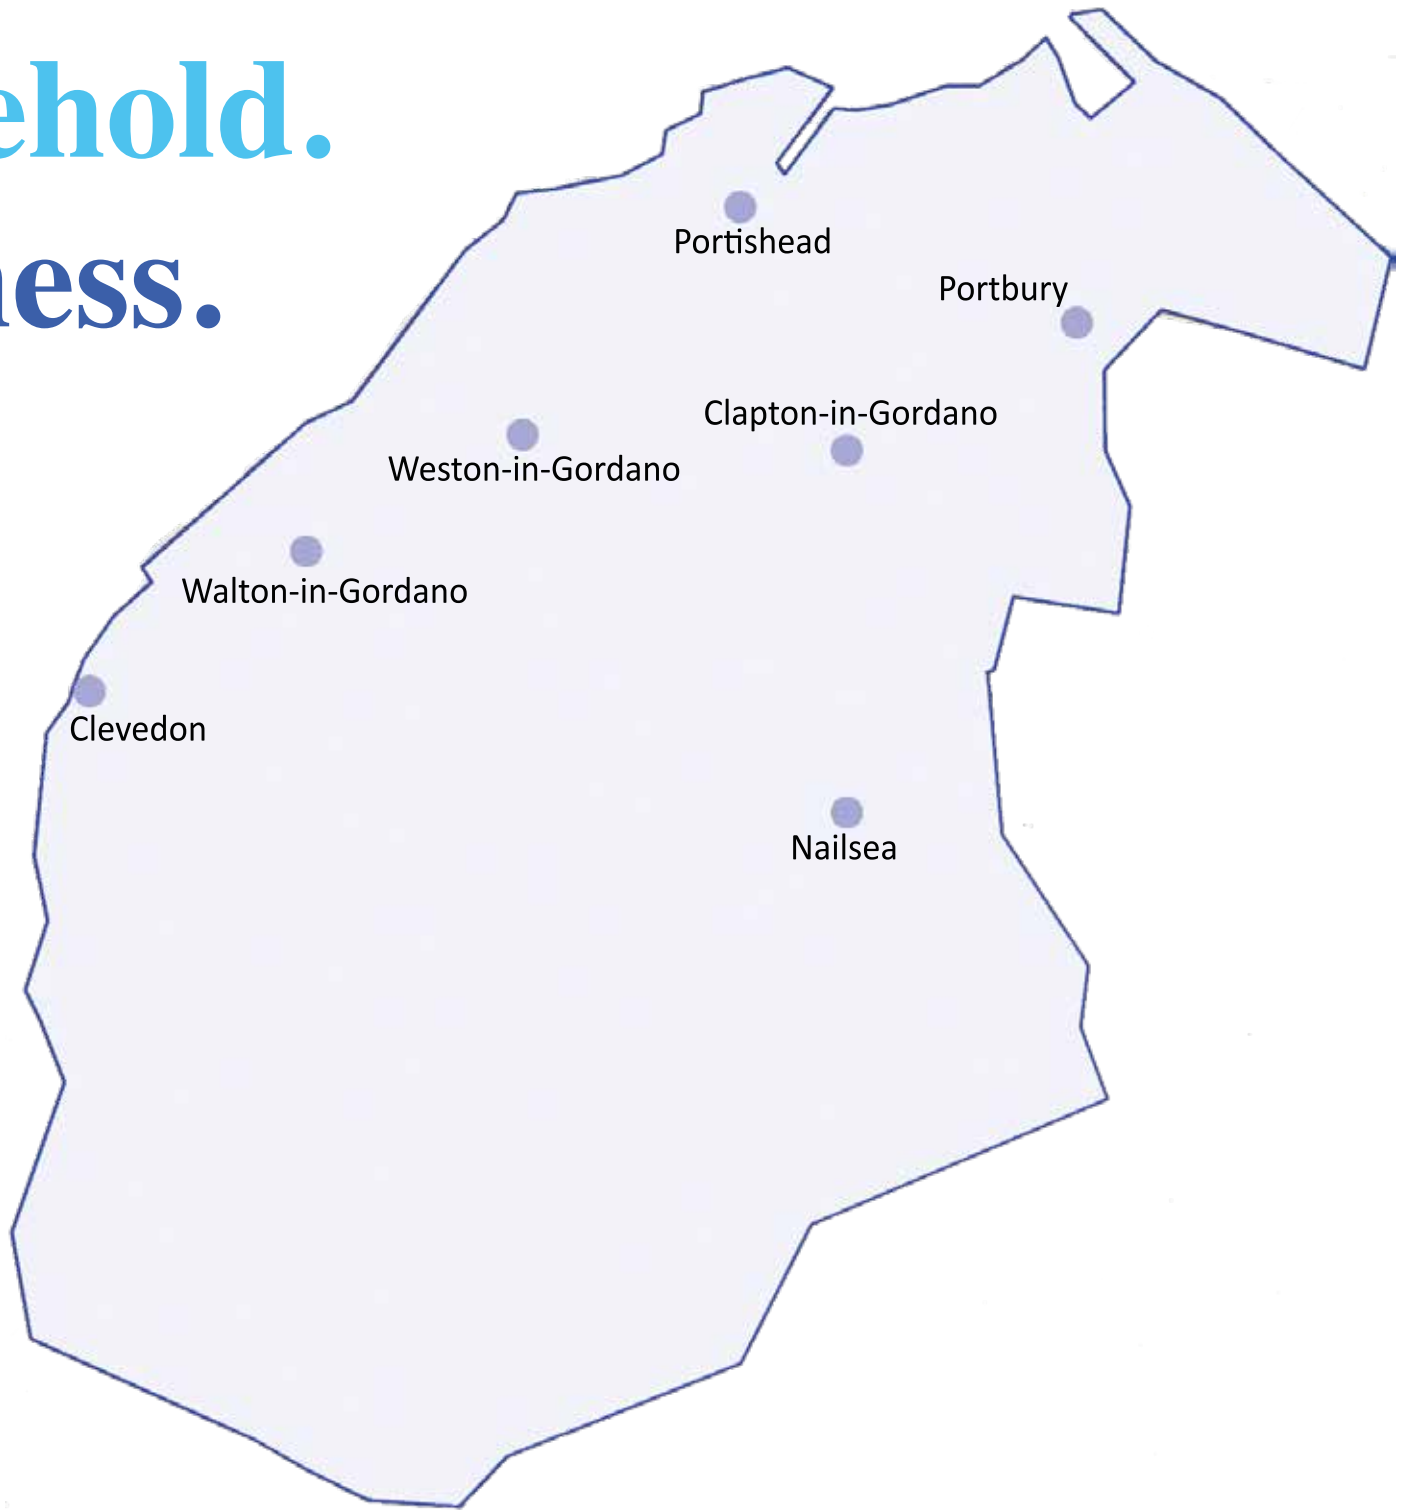 ehold.
ness.
Portishead
Portbury
Clapton-in-Gordano
Weston-in-Gordano
Walton-in-Gordano
Clevedon
Nailsea